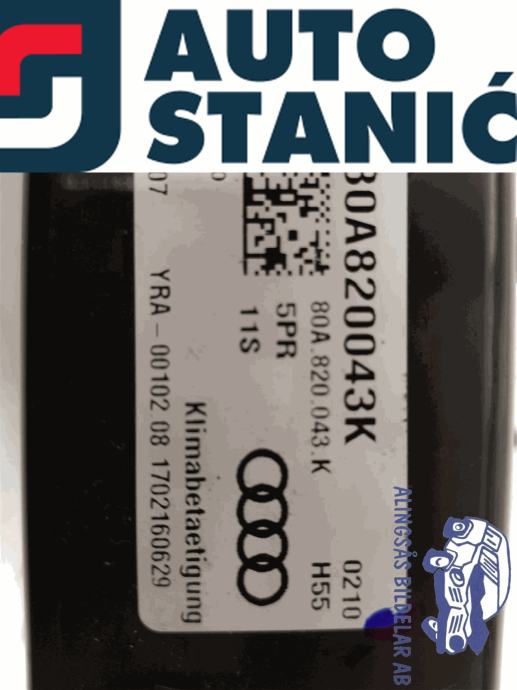 AUTO
STANIĆ
80A820043K 0210
80A.820.043.K H55
5PR
11S
Klimabetaetigung
YRA - 00102 08 1702160629
07
ALINGSÅS BILDELAR AB